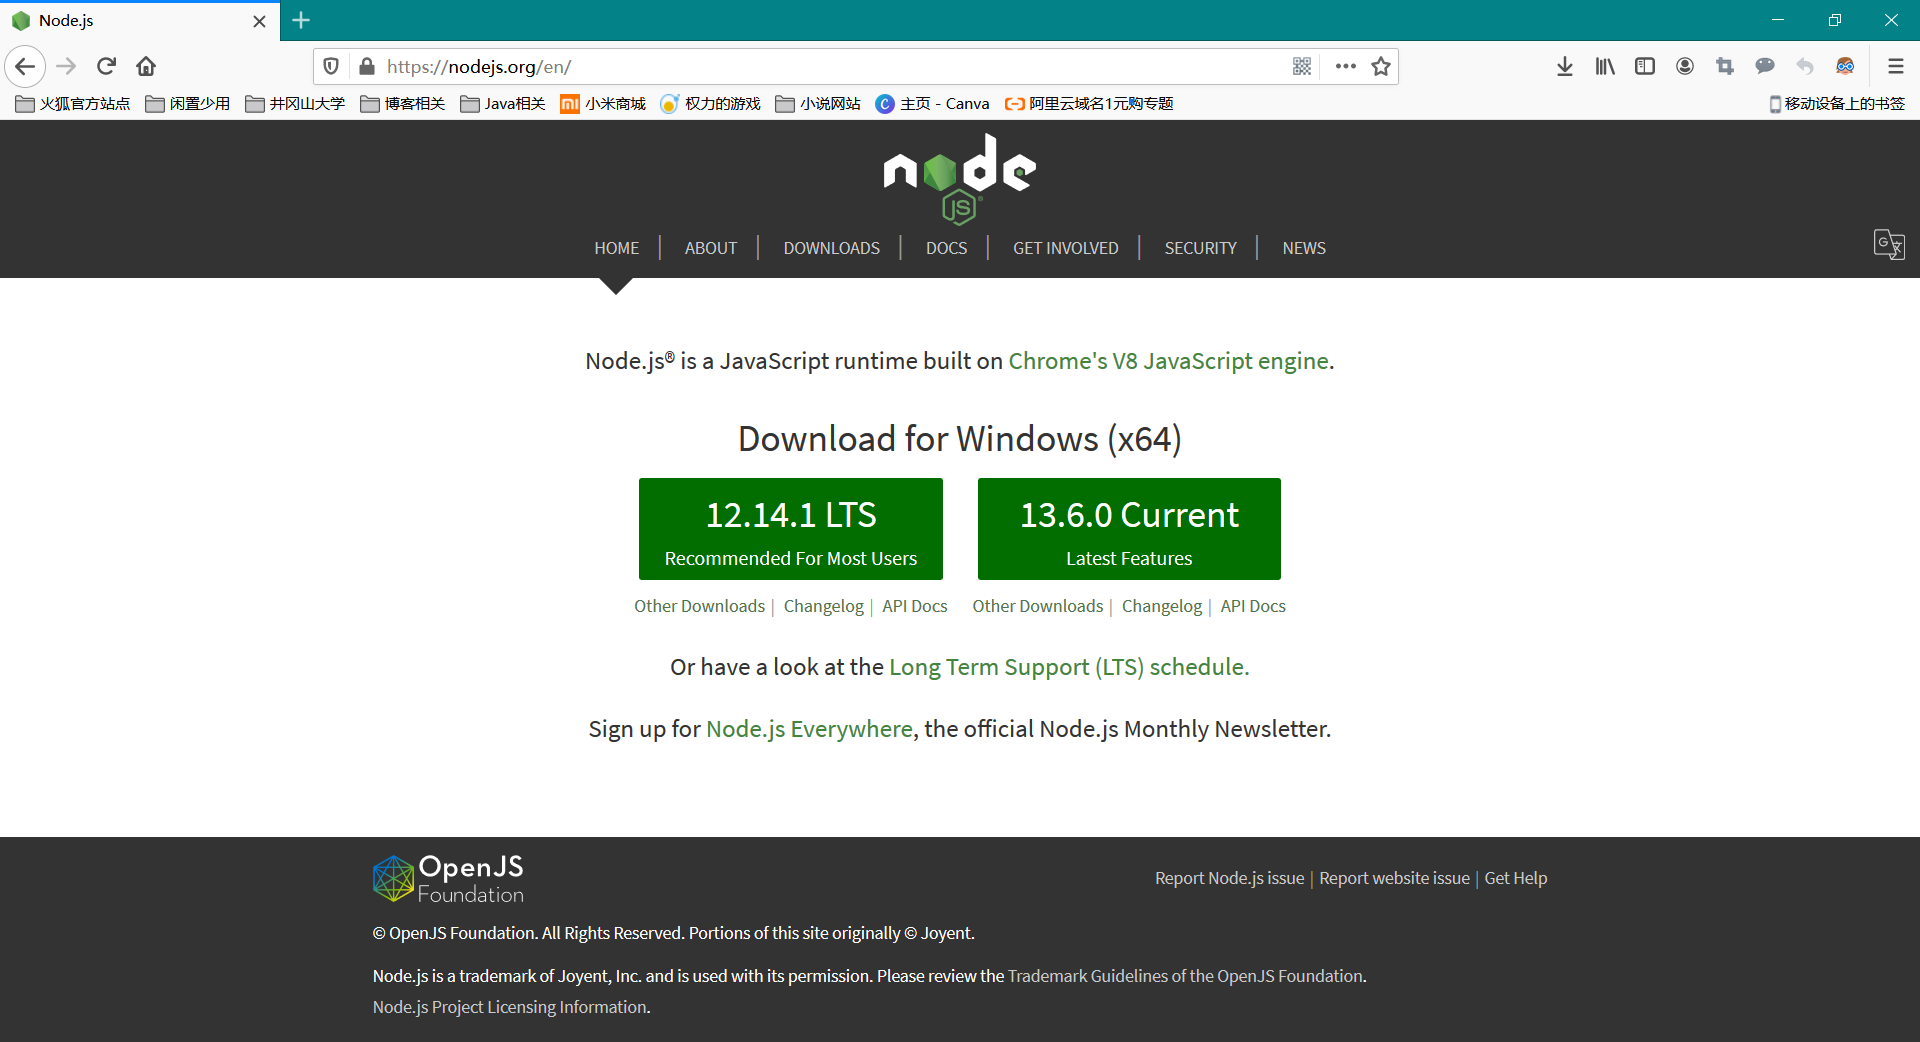 Node.js
https://nodejs.org/en/
火狐官方站点 闲置少用 井冈山大学 博客相关 Java相关 小米商城 权力的游戏 小说网站 主页 - Canva 阿里云域名1元购专题 移动设备上的书签
node
JS
HOME | ABOUT | DOWNLOADS | DOCS | GET INVOLVED | SECURITY | NEWS
Node.js® is a JavaScript runtime built on Chrome's V8 JavaScript engine.
Download for Windows (x64)
12.14.1 LTS
Recommended For Most Users
13.6.0 Current
Latest Features
Other Downloads | Changelog | API Docs
Other Downloads | Changelog | API Docs
Or have a look at the Long Term Support (LTS) schedule.
Sign up for Node.js Everywhere, the official Node.js Monthly Newsletter.
OpenJS
Foundation
Report Node.js issue | Report website issue | Get Help
© OpenJS Foundation. All Rights Reserved. Portions of this site originally © Joyent.
Node.js is a trademark of Joyent, Inc. and is used with its permission. Please review the Trademark Guidelines of the OpenJS Foundation.
Node.js Project Licensing Information.